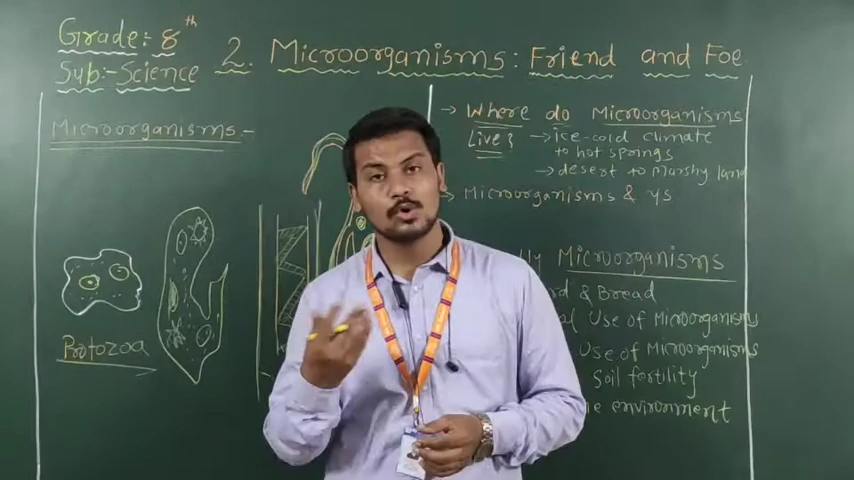 Grade:- 8th
Sub:- Science
2. Microorganisms: Friend and Foe
Microorganisms -
Protozoa
→ Where do Microorganisms
Live? → ice-cold climate
to hot springs
→ desert to marshy land
Microorganisms & us
Microorganisms
& Bread
Use of Microorganisms
Use of Microorganisms
Soil fertility
environment